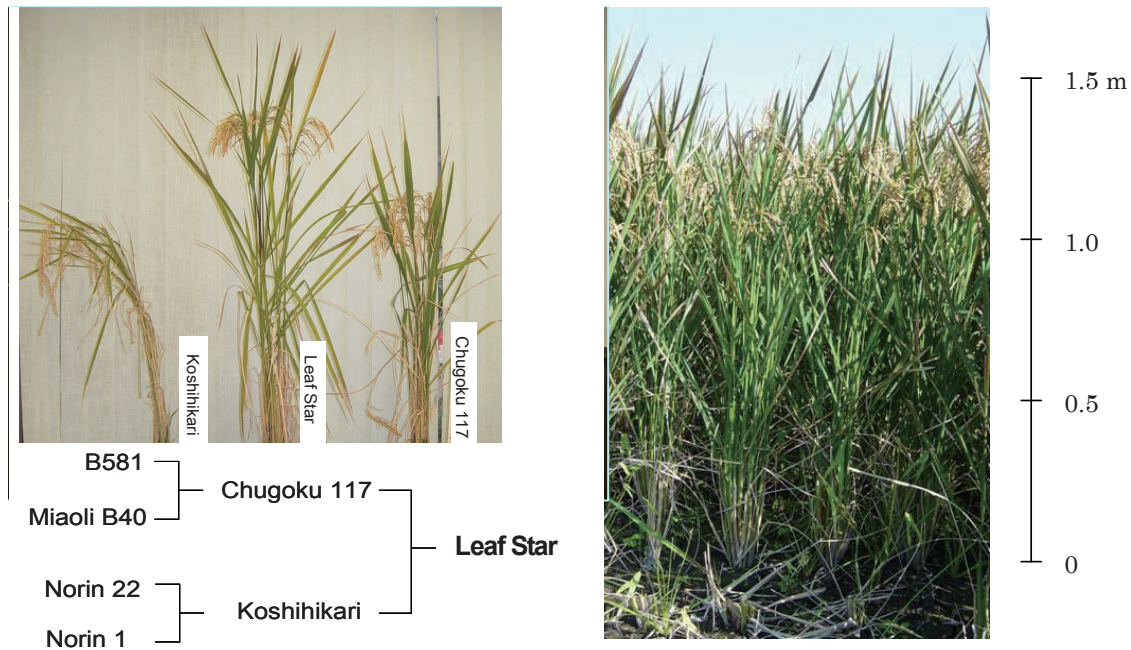 Koshihikari
Leaf Star
Chugoku 117
B581
Miaoli B40
Chugoku 117
Norin 22
Norin 1
Koshihikari
Leaf Star
1.5 m
1.0
0.5
0